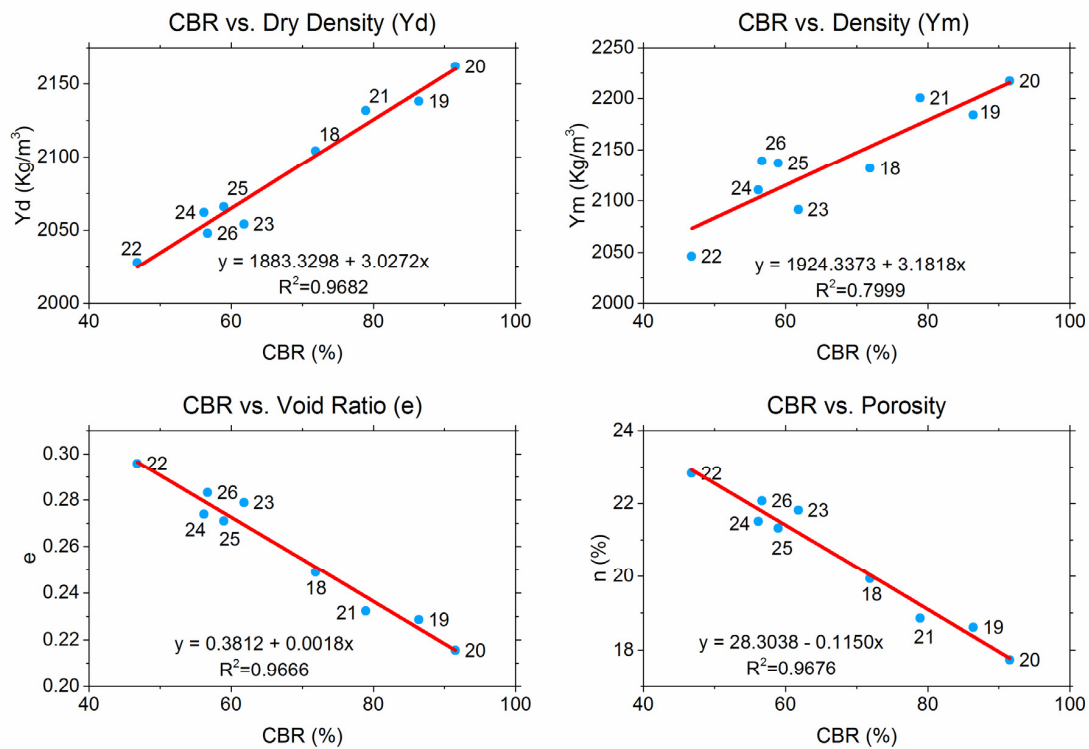 CBR vs. Dry Density (Yd)
Yd (Kg/m³)
2150
2100
2050
2000
20
21
19
18
25
24
23
26
22
y = 1883.3298 + 3.0272x
R²=0.9682
40 60 80 100
CBR (%)
CBR vs. Density (Ym)
Ym (Kg/m³)
2250
2200
2150
2100
2050
2000
20
21
19
26
25
18
24
23
22
y = 1924.3373 + 3.1818x
R²=0.7999
40 60 80 100
CBR (%)
CBR vs. Void Ratio (e)
e
0.30
0.28
0.26
0.24
0.22
0.20
22
26
23
24
25
18
21
19
20
y = 0.3812 + 0.0018x
R²=0.9666
40 60 80 100
CBR (%)
CBR vs. Porosity
n (%)
24
22
20
18
22
26
23
24
25
18
21
19
20
y = 28.3038 - 0.1150x
R²=0.9676
40 60 80 100
CBR (%)